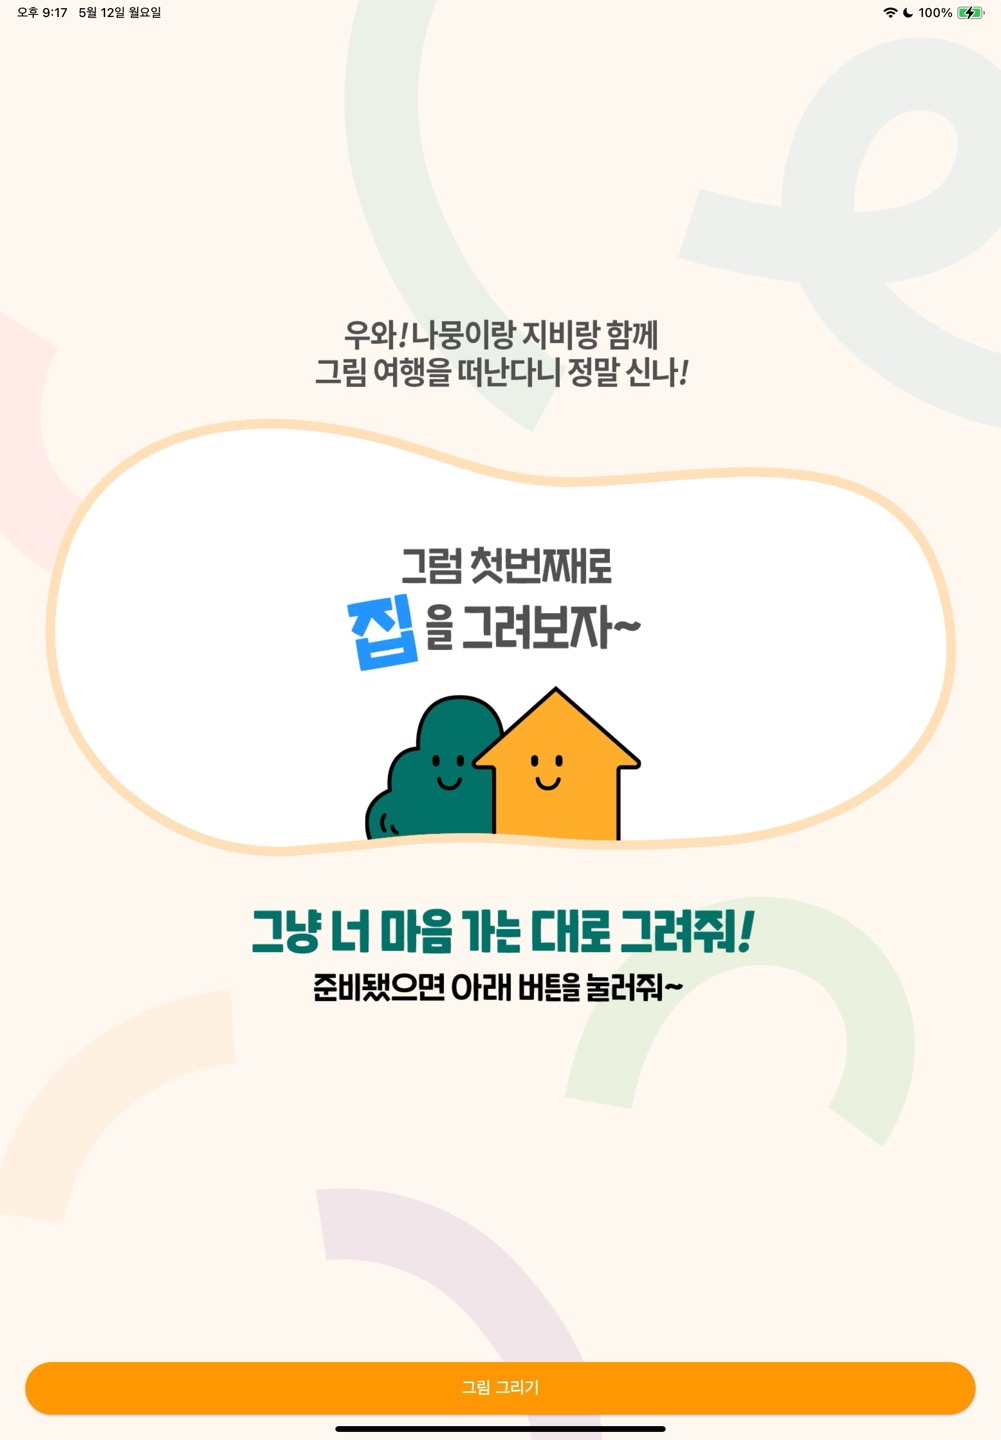 오후 9:17 5월 12일 월요일 100%
우와!나뭉이랑 지비랑 함께
그림 여행을 떠난다니 정말 신나!
그럼 첫번째로
집을 그려보자~
그냥 너 마음 가는 대로 그려줘!
준비됐으면 아래 버튼을 눌러줘~
그림 그리기